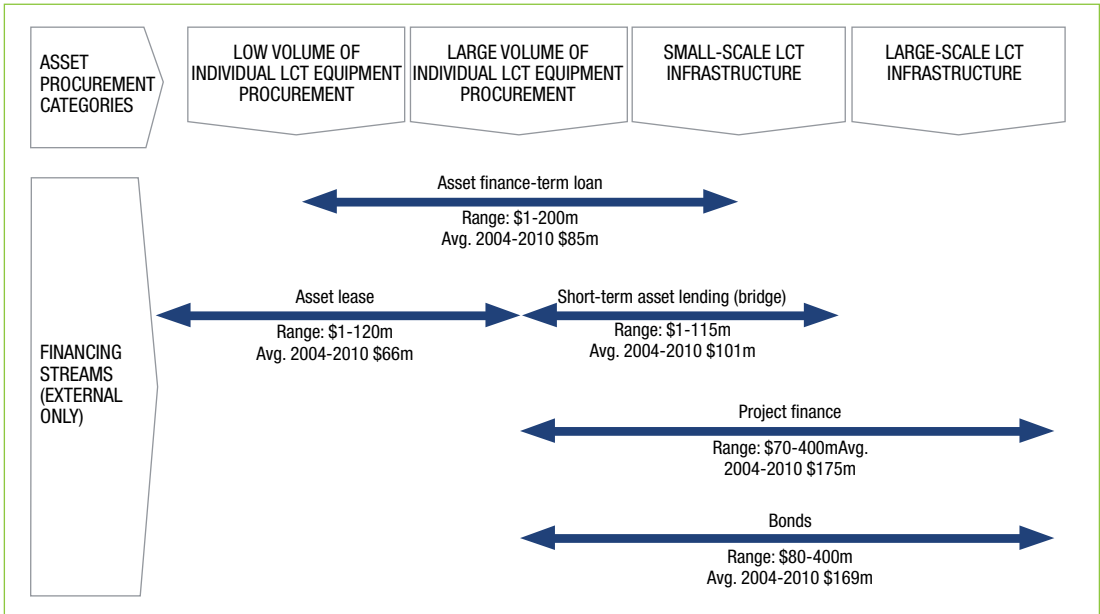 ASSET
PROCUREMENT
CATEGORIES
LOW VOLUME OF
INDIVIDUAL LCT EQUIPMENT
PROCUREMENT
LARGE VOLUME OF
INDIVIDUAL LCT EQUIPMENT
PROCUREMENT
SMALL-SCALE LCT
INFRASTRUCTURE
LARGE-SCALE LCT
INFRASTRUCTURE
FINANCING
STREAMS
(EXTERNAL
ONLY)
Asset finance-term loan
Range: $1-200m
Avg. 2004-2010 $85m
Asset lease
Range: $1-120m
Avg. 2004-2010 $66m
Short-term asset lending (bridge)
Range: $1-115m
Avg. 2004-2010 $101m
Project finance
Range: $70-400mAvg.
2004-2010 $175m
Bonds
Range: $80-400m
Avg. 2004-2010 $169m